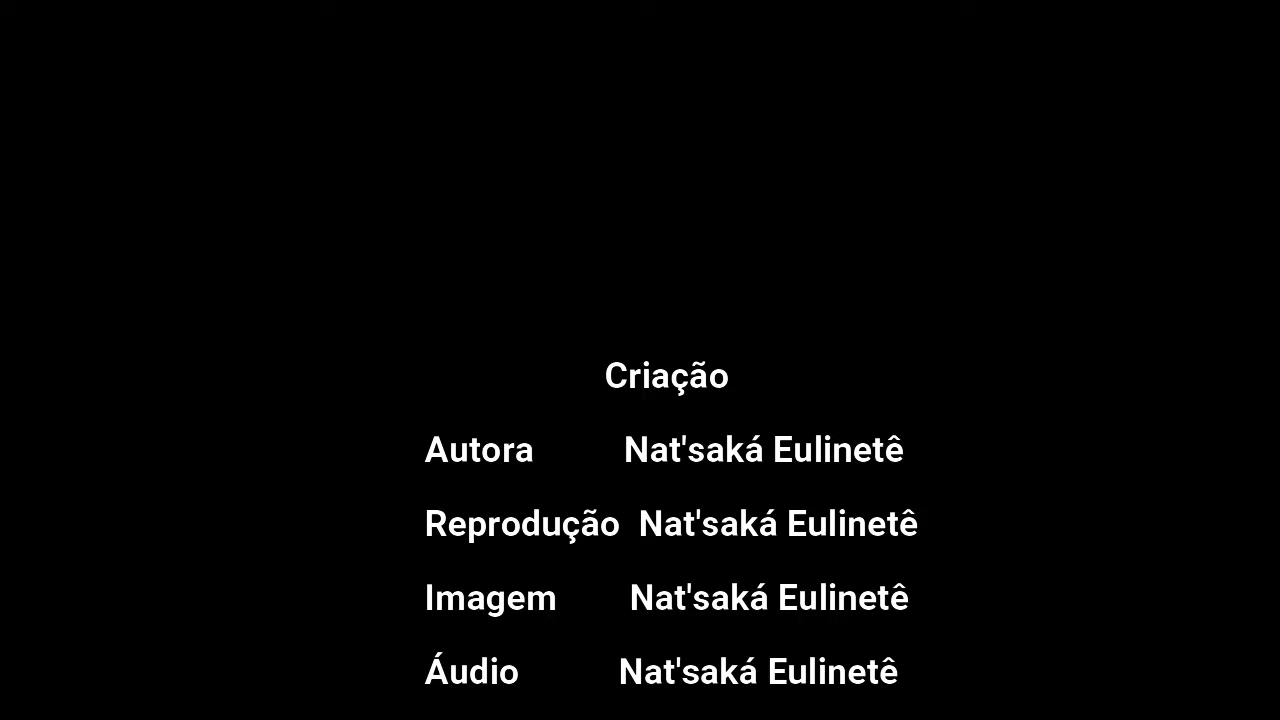 Criação
Autora Nat'saká Eulinetê
Reprodução Nat'saká Eulinetê
Imagem Nat'saká Eulinetê
Áudio Nat'saká Eulinetê